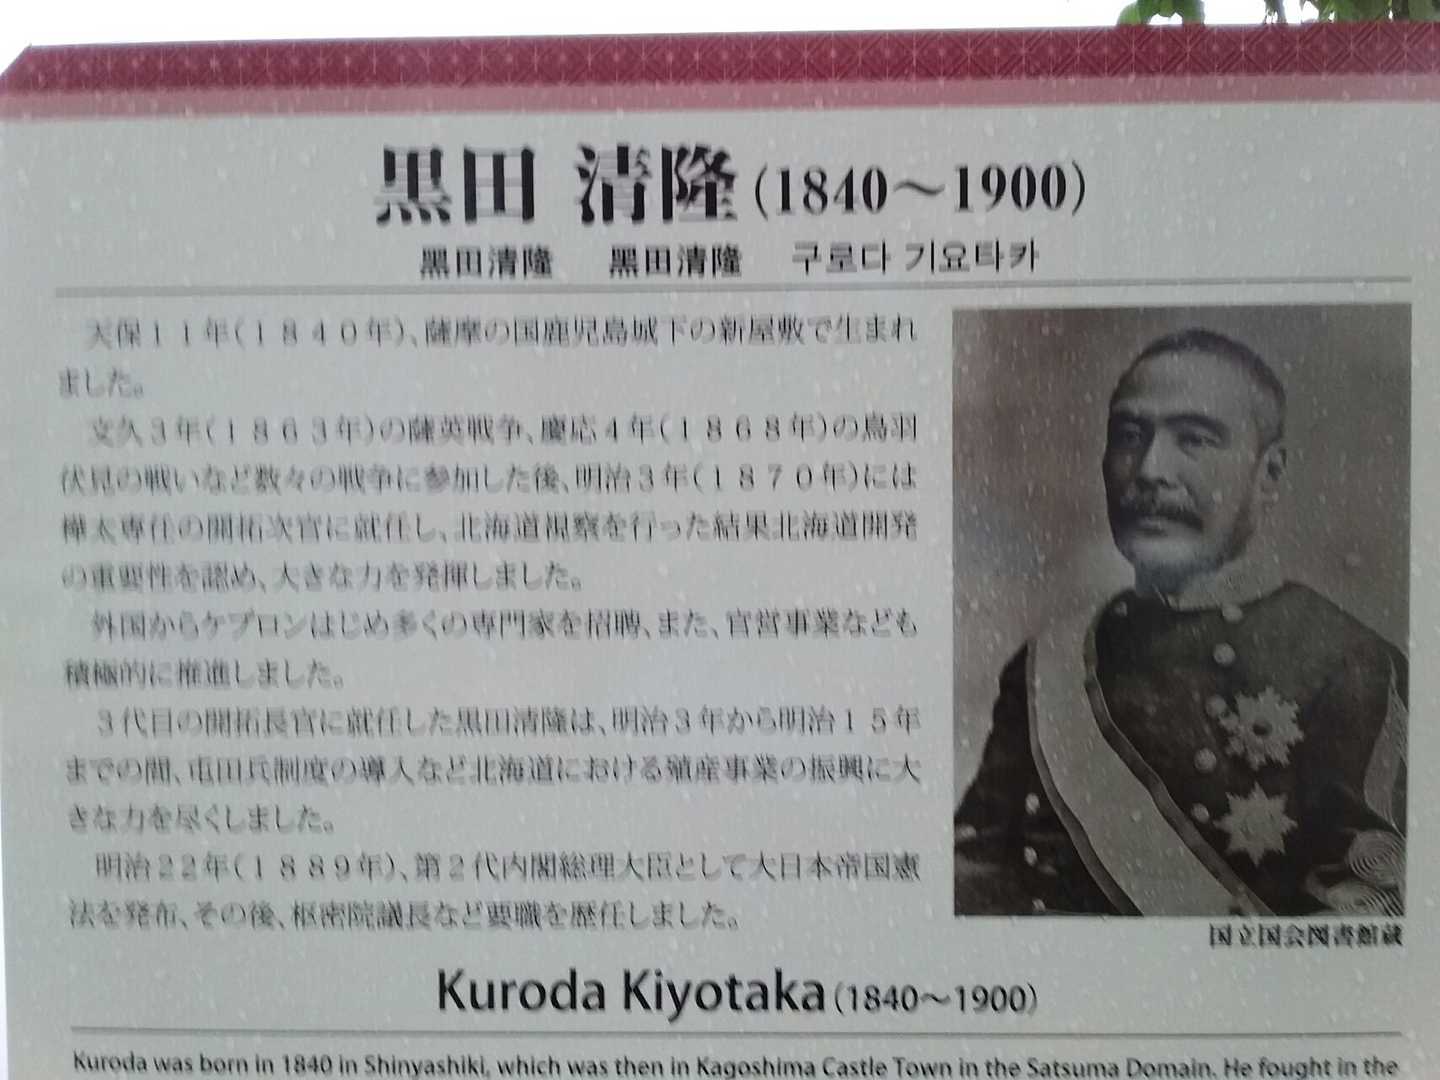 黒田 清隆(1840～1900)
黑田清隆 黑田清隆 구로다 기요타카
天保１１年(１８４０年)、薩摩の国鹿児島城下の新屋敷で生まれ
ました。
文久３年(１８６３年)の薩英戦争、慶応４年(１８６８年)の鳥羽
伏見の戦いなど数々の戦争に参加した後、明治３年(１８７０年)には
樺太専任の開拓次官に就任し、北海道視察を行った結果北海道開発
の重要性を認め、大きな力を発揮しました。
外国からケプロンはじめ多くの専門家を招聘、また、官営事業なども
積極的に推進しました。
３代目の開拓長官に就任した黒田清隆は、明治３年から明治１５年
までの間、屯田兵制度の導入など北海道における殖産事業の振興に大
きな力を尽くしました。
明治２２年(１８８９年)、第２代内閣総理大臣として大日本帝国憲
法を発布、その後、枢密院議長など要職を歴任しました。
国立国会図書館蔵
Kuroda Kiyotaka(1840～1900)
Kuroda was born in 1840 in Shinyashiki, which was then in Kagoshima Castle Town in the Satsuma Domain. He fought in the